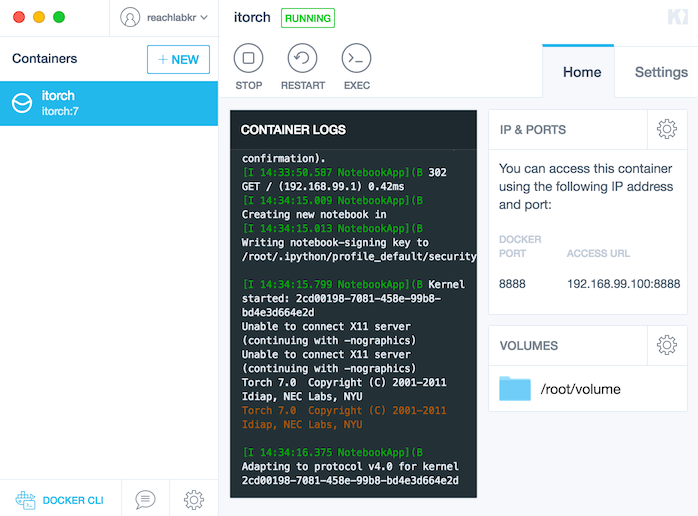 reachlabkr
Containers
+ NEW
itorch
itorch:7
DOCKER CLI
itorch RUNNING
STOP RESTART EXEC
Home Settings
CONTAINER LOGS
confirmation).
[I 14:33:50.587 NotebookApp](B 302
GET / (192.168.99.1) 0.42ms
[I 14:34:15.009 NotebookApp](B
Creating new notebook in
[I 14:34:15.013 NotebookApp](B
Writing notebook-signing key to
/root/.ipython/profile_default/security
[I 14:34:15.799 NotebookApp](B Kernel
started: 2cd00198-7081-458e-99b8-
bd4e3d664e2d
Unable to connect X11 server
(continuing with -nographics)
Unable to connect X11 server
(continuing with -nographics)
Torch 7.0 Copyright (C) 2001-2011
Idiap, NEC Labs, NYU
Torch 7.0 Copyright (C) 2001-2011
Idiap, NEC Labs, NYU
[I 14:34:16.375 NotebookApp](B
Adapting to protocol v4.0 for kernel
2cd00198-7081-458e-99b8-bd4e3d664e2d
IP & PORTS
You can access this container
using the following IP address
and port:
DOCKER
PORT
ACCESS URL
8888 192.168.99.100:8888
VOLUMES
/root/volume